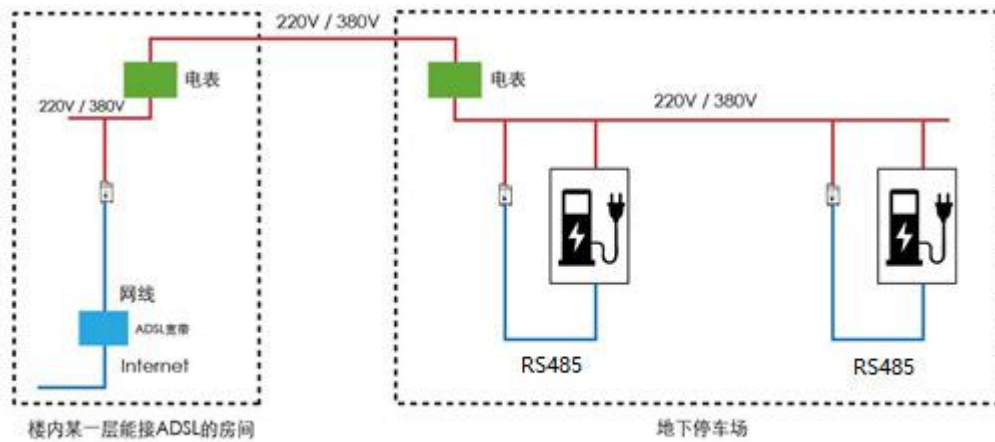 220V / 380V
电表
电表
220V / 380V
220V / 380V
网线
ADSL宽带
Internet
RS485
RS485
楼内某一层能接ADSL的房间
地下停车场